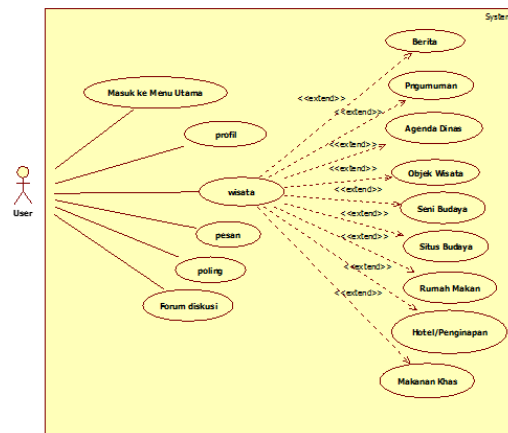 System
Berita
Masuk ke Menu Utama
<<extend>>
Pngumuman
<<extend>>
profil
Agenda Dinas
<<extend>>
Objek Wisata
<<extend>>
wisata
<<extend>>
Seni Budaya
User
<<extend>>
pesan
Situs Budaya
<<extend>>
poling
Rumah Makan
<<extend>>
Forum diskusi
<<extend>>
Hotel/Penginapan
Makanan Khas